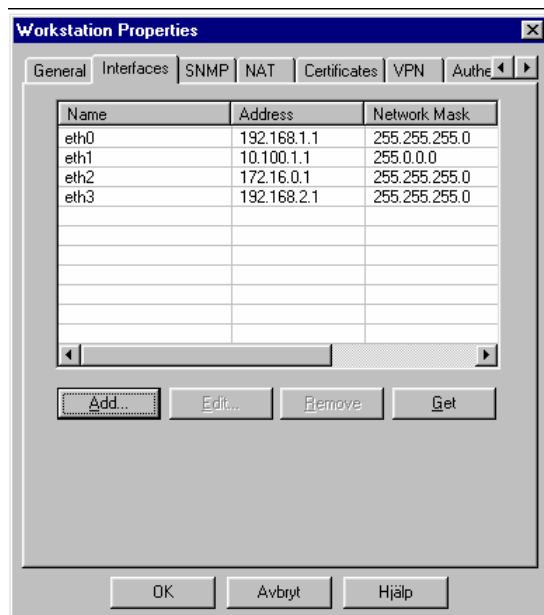 Workstation Properties
General Interfaces SNMP NAT Certificates VPN Authe
Name Address Network Mask
eth0 192.168.1.1 255.255.255.0
eth1 10.100.1.1 255.0.0.0
eth2 172.16.0.1 255.255.255.0
eth3 192.168.2.1 255.255.255.0
Add... Edit... Remove Get
OK Avbryt Hjälp